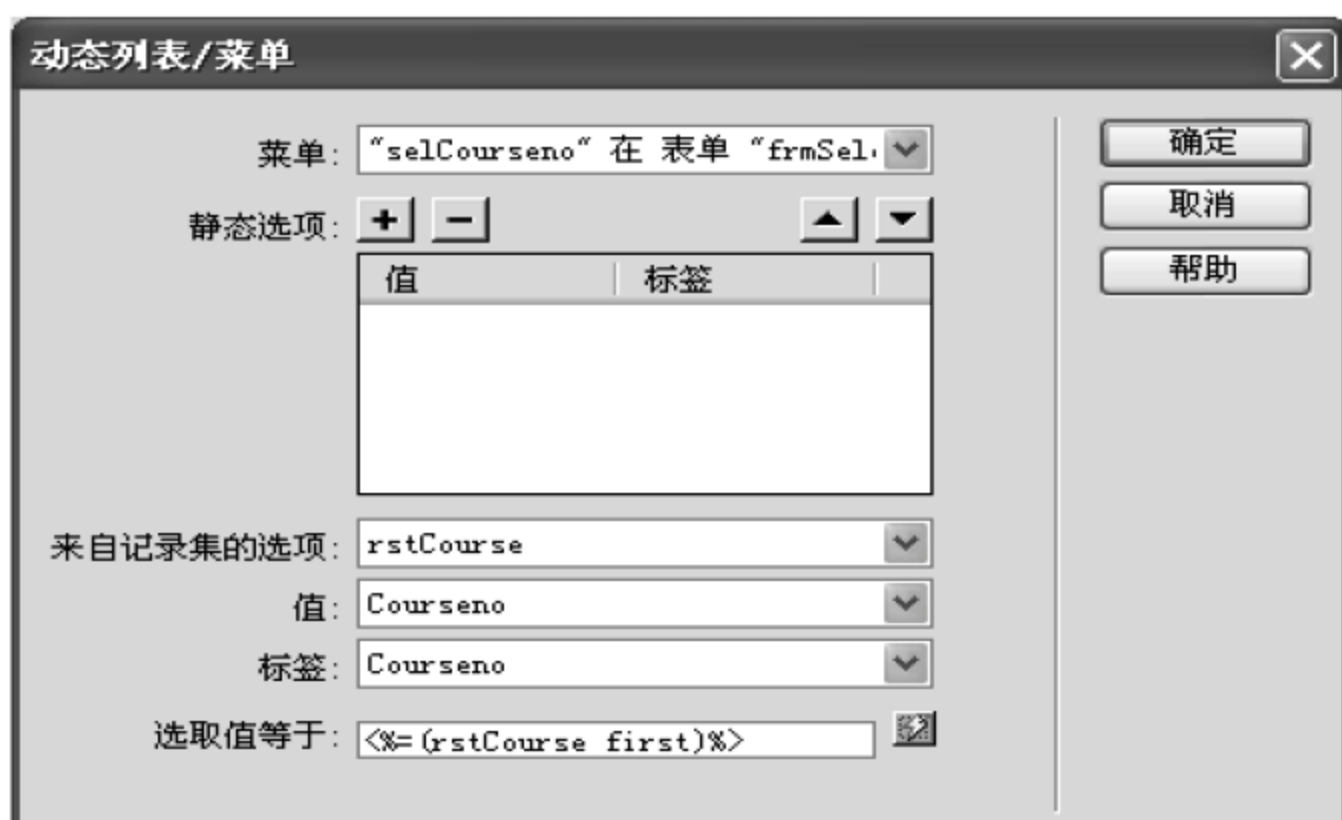 动态列表/菜单
菜单: "selCourseno" 在 表单 "frmSel
确定
静态选项:
取消
值 标签
帮助
来自记录集的选项: rstCourse
值: Courseno
标签: Courseno
选取值等于: <%=(rstCourse first)%>